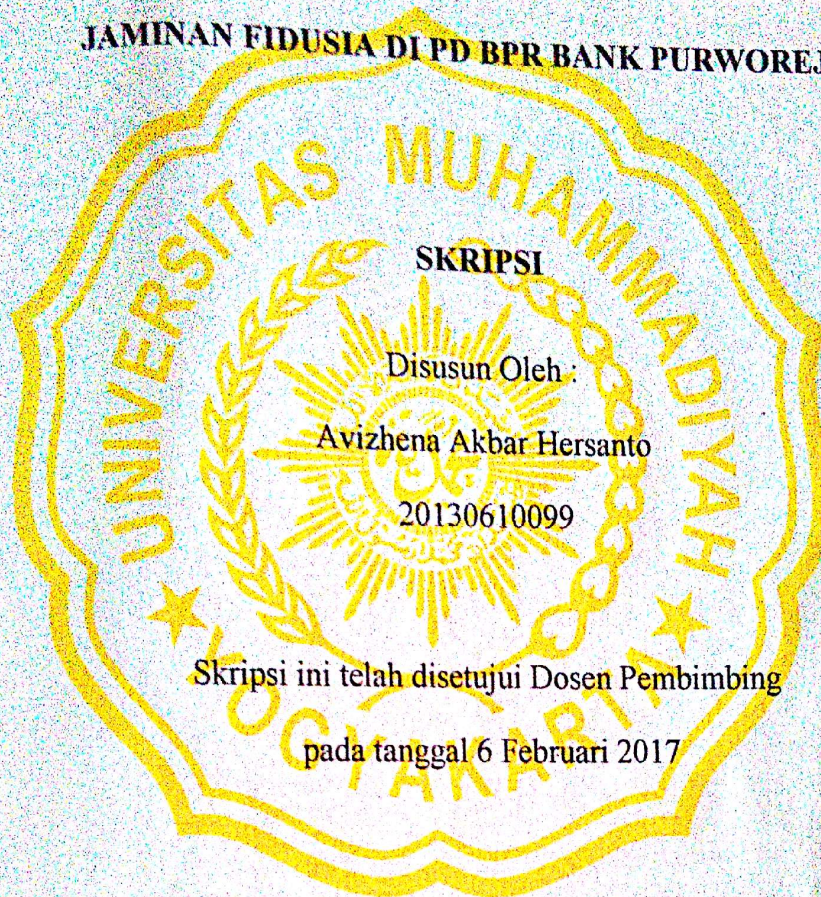 JAMINAN FIDUSIA DI PD BPR BANK PURWOREJ
UNIVERSITAS MUHAMMADIYAH
SKRIPSI
Disusun Oleh :
Avizhena Akbar Hersanto
20130610099
Skripsi ini telah disetujui Dosen Pembimbing
pada tanggal 6 Februari 2017
YOGYAKARTA